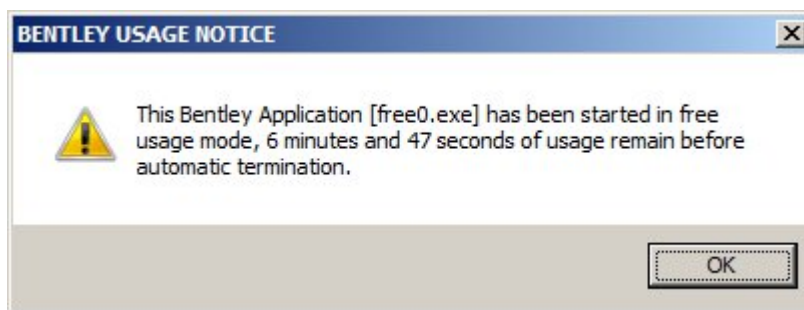 BENTLEY USAGE NOTICE
This Bentley Application [free0.exe] has been started in free
usage mode, 6 minutes and 47 seconds of usage remain before
automatic termination.
OK